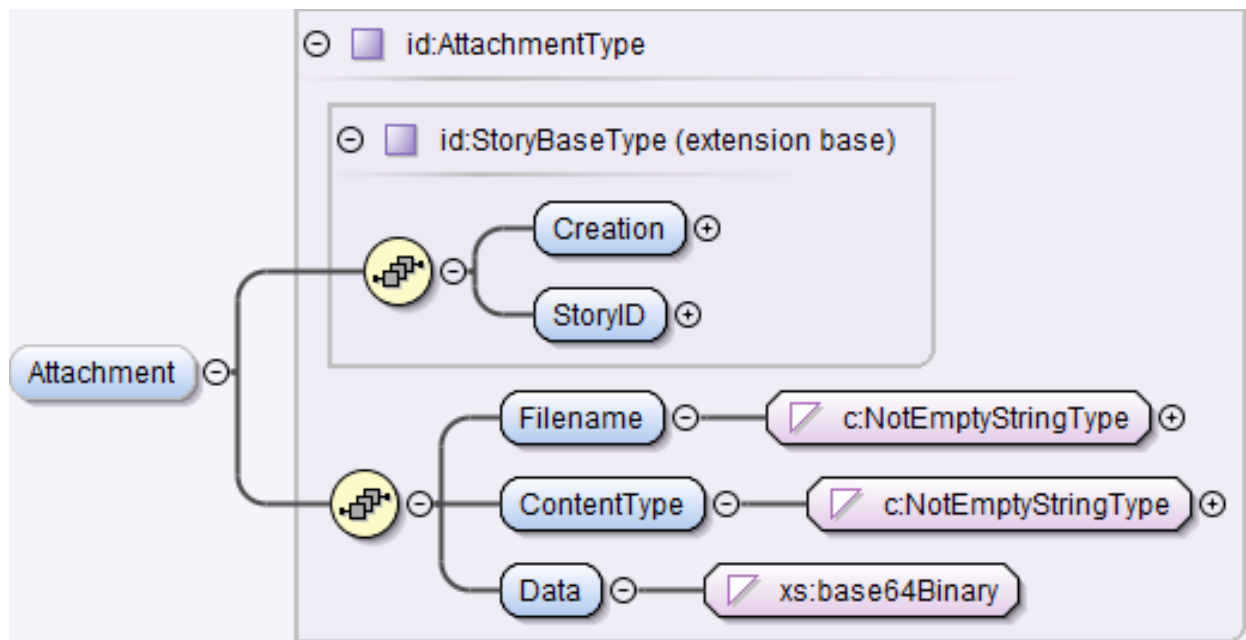 id:AttachmentType
id:StoryBaseType (extension base)
Creation
StoryID
Attachment
Filename
c:NotEmptyStringType
ContentType
c:NotEmptyStringType
Data
xs:base64Binary